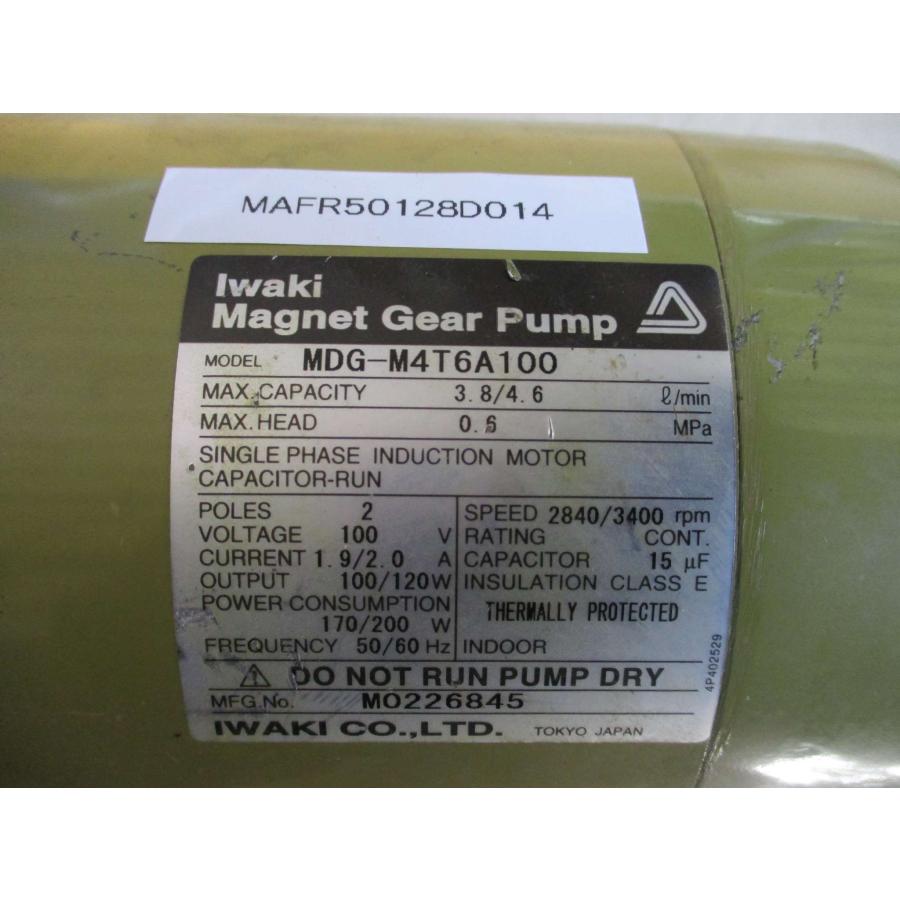 MAFR50128D014
Iwaki
Magnet Gear Pump
MODEL MDG-M4T6A100
MAX.CAPACITY 3.8/4.6 ℓ/min
MAX.HEAD 0.6 MPa
SINGLE PHASE INDUCTION MOTOR
CAPACITOR-RUN
POLES 2
VOLTAGE 100 V
CURRENT 1.9/2.0 A
OUTPUT 100/120W
POWER CONSUMPTION
170/200 W
FREQUENCY 50/60 Hz
SPEED 2840/3400 rpm
RATING CONT.
CAPACITOR 15 μF
INSULATION CLASS E
THERMALLY PROTECTED
INDOOR
DO NOT RUN PUMP DRY
MFG.No. M0226845
IWAKI CO.,LTD. TOKYO JAPAN
4P402529